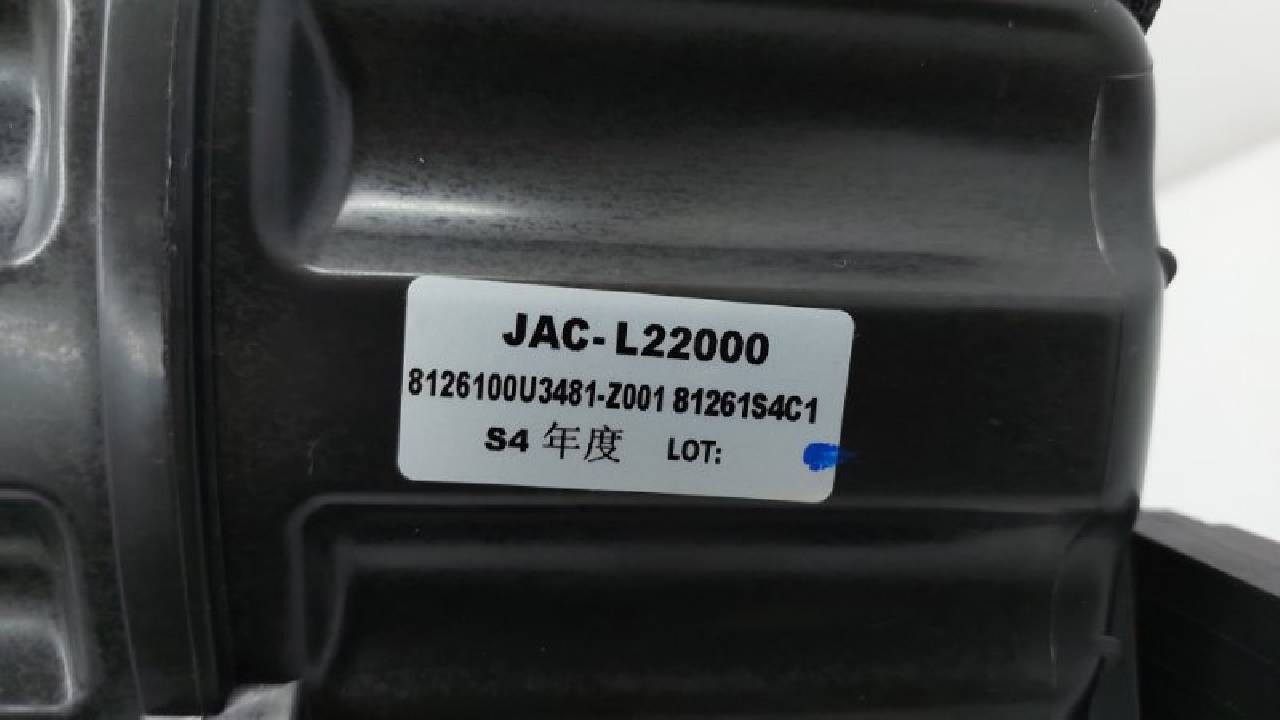 JAC-L22000
8126100U3481-Z001 81261S4C1
S4 年度 LOT: